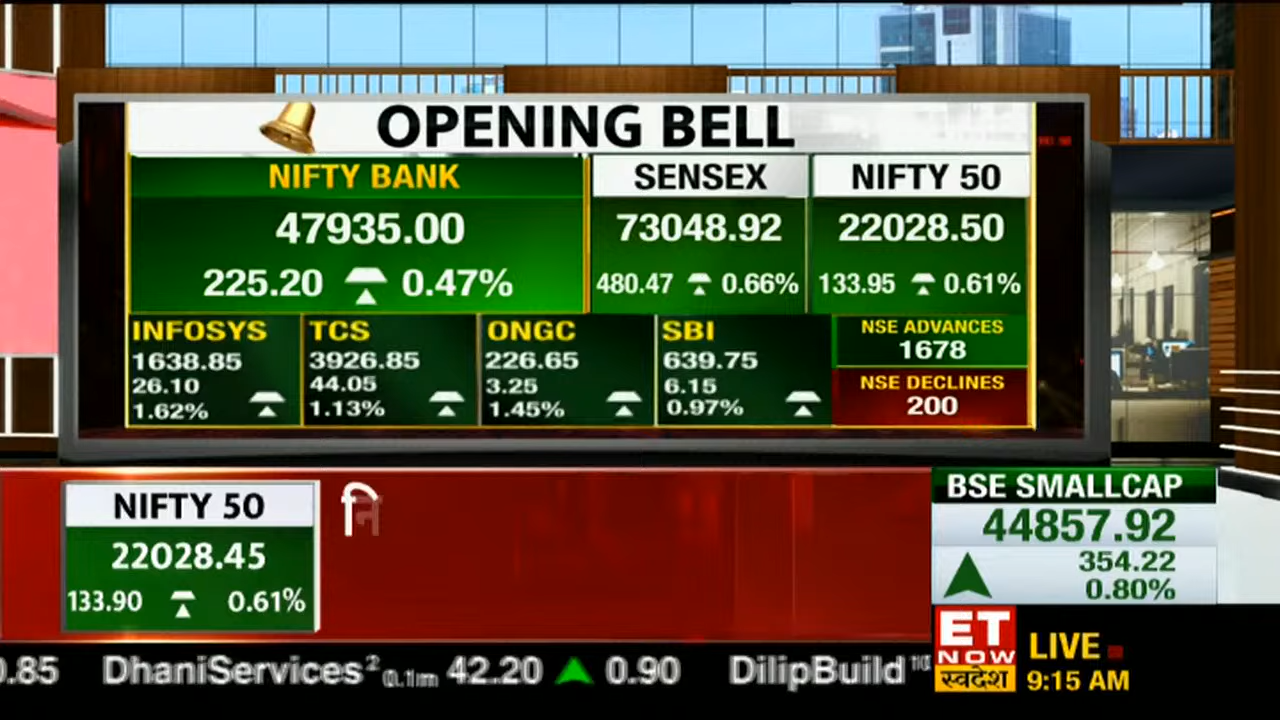 OPENING BELL
NIFTY BANK
47935.00
225.20 0.47%
SENSEX
73048.92
480.47 0.66%
NIFTY 50
22028.50
133.95 0.61%
INFOSYS
1638.85
26.10
1.62%
TCS
3926.85
44.05
1.13%
ONGC
226.65
3.25
1.45%
SBI
639.75
6.15
0.97%
NSE ADVANCES
1678
NSE DECLINES
200
NIFTY 50
22028.45
133.90 0.61%
नि
BSE SMALLCAP
44857.92
354.22
0.80%
ET
NOW
स्वदेश
LIVE
9:15 AM
0.85 DhaniServices² 0.1m 42.20 ▲ 0.90 DilipBuild